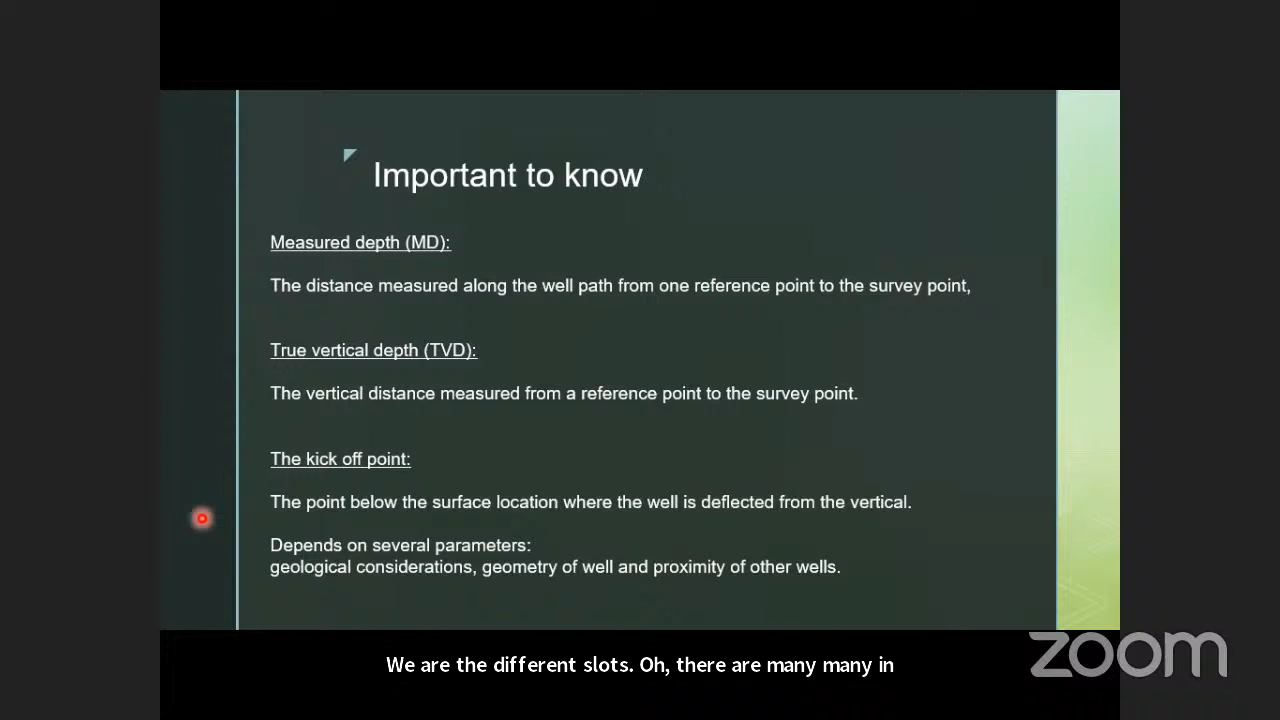 Important to know
Measured depth (MD):
The distance measured along the well path from one reference point to the survey point,
True vertical depth (TVD):
The vertical distance measured from a reference point to the survey point.
The kick off point:
The point below the surface location where the well is deflected from the vertical.
Depends on several parameters:
geological considerations, geometry of well and proximity of other wells.
We are the different slots. Oh, there are many many in
zoom